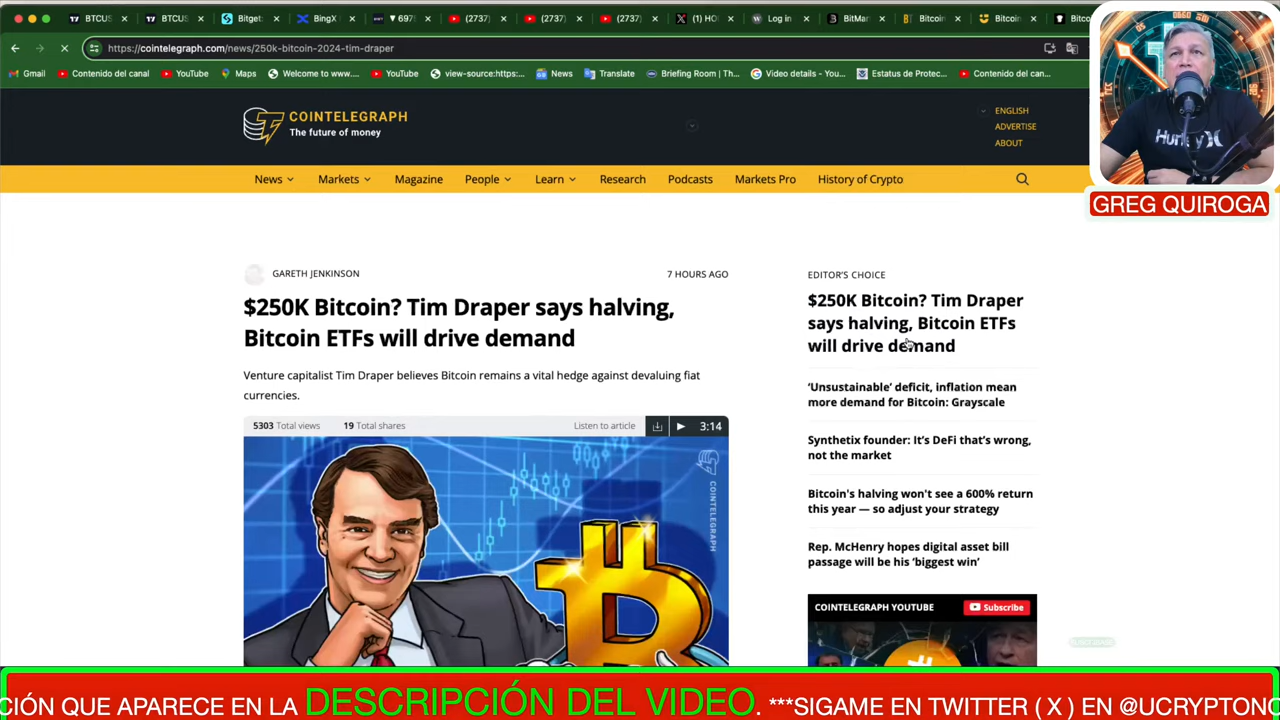 BTCUS
BTCUS
Bitget
BingX
697
(2737)
(2737)
(2737)
(1) HO
Log in
BitMar
Bitcoin
Bitcoin
Bitco
https://cointelegraph.com/news/250k-bitcoin-2024-tim-draper
Gmail
Contenido del canal
YouTube
Maps
Welcome to www....
YouTube
view-source:https:...
News
Translate
Briefing Room | Th...
Video details - You...
Estatus de Protec...
Contenido del can...
COINTELEGRAPH
The future of money
ENGLISH
ADVERTISE
ABOUT
News
Markets
Magazine
People
Learn
Research
Podcasts
Markets Pro
History of Crypto
Hurley
GREG QUIROGA
GARETH JENKINSON
7 HOURS AGO
$250K Bitcoin? Tim Draper says halving,
Bitcoin ETFs will drive demand
Venture capitalist Tim Draper believes Bitcoin remains a vital hedge against devaluing fiat
currencies.
5303 Total views
19 Total shares
Listen to article
3:14
COINTELEGRAPH
EDITOR'S CHOICE
$250K Bitcoin? Tim Draper
says halving, Bitcoin ETFs
will drive demand
‘Unsustainable’ deficit, inflation mean
more demand for Bitcoin: Grayscale
Synthetix founder: It’s DeFi that’s wrong,
not the market
Bitcoin's halving won't see a 600% return
this year — so adjust your strategy
Rep. McHenry hopes digital asset bill
passage will be his ‘biggest win’
COINTELEGRAPH YOUTUBE
Subscribe
CIÓN QUE APARECE EN LA DESCRIPCIÓN DEL VIDEO. ***SIGAME EN TWITTER ( X ) EN @UCRYPTON